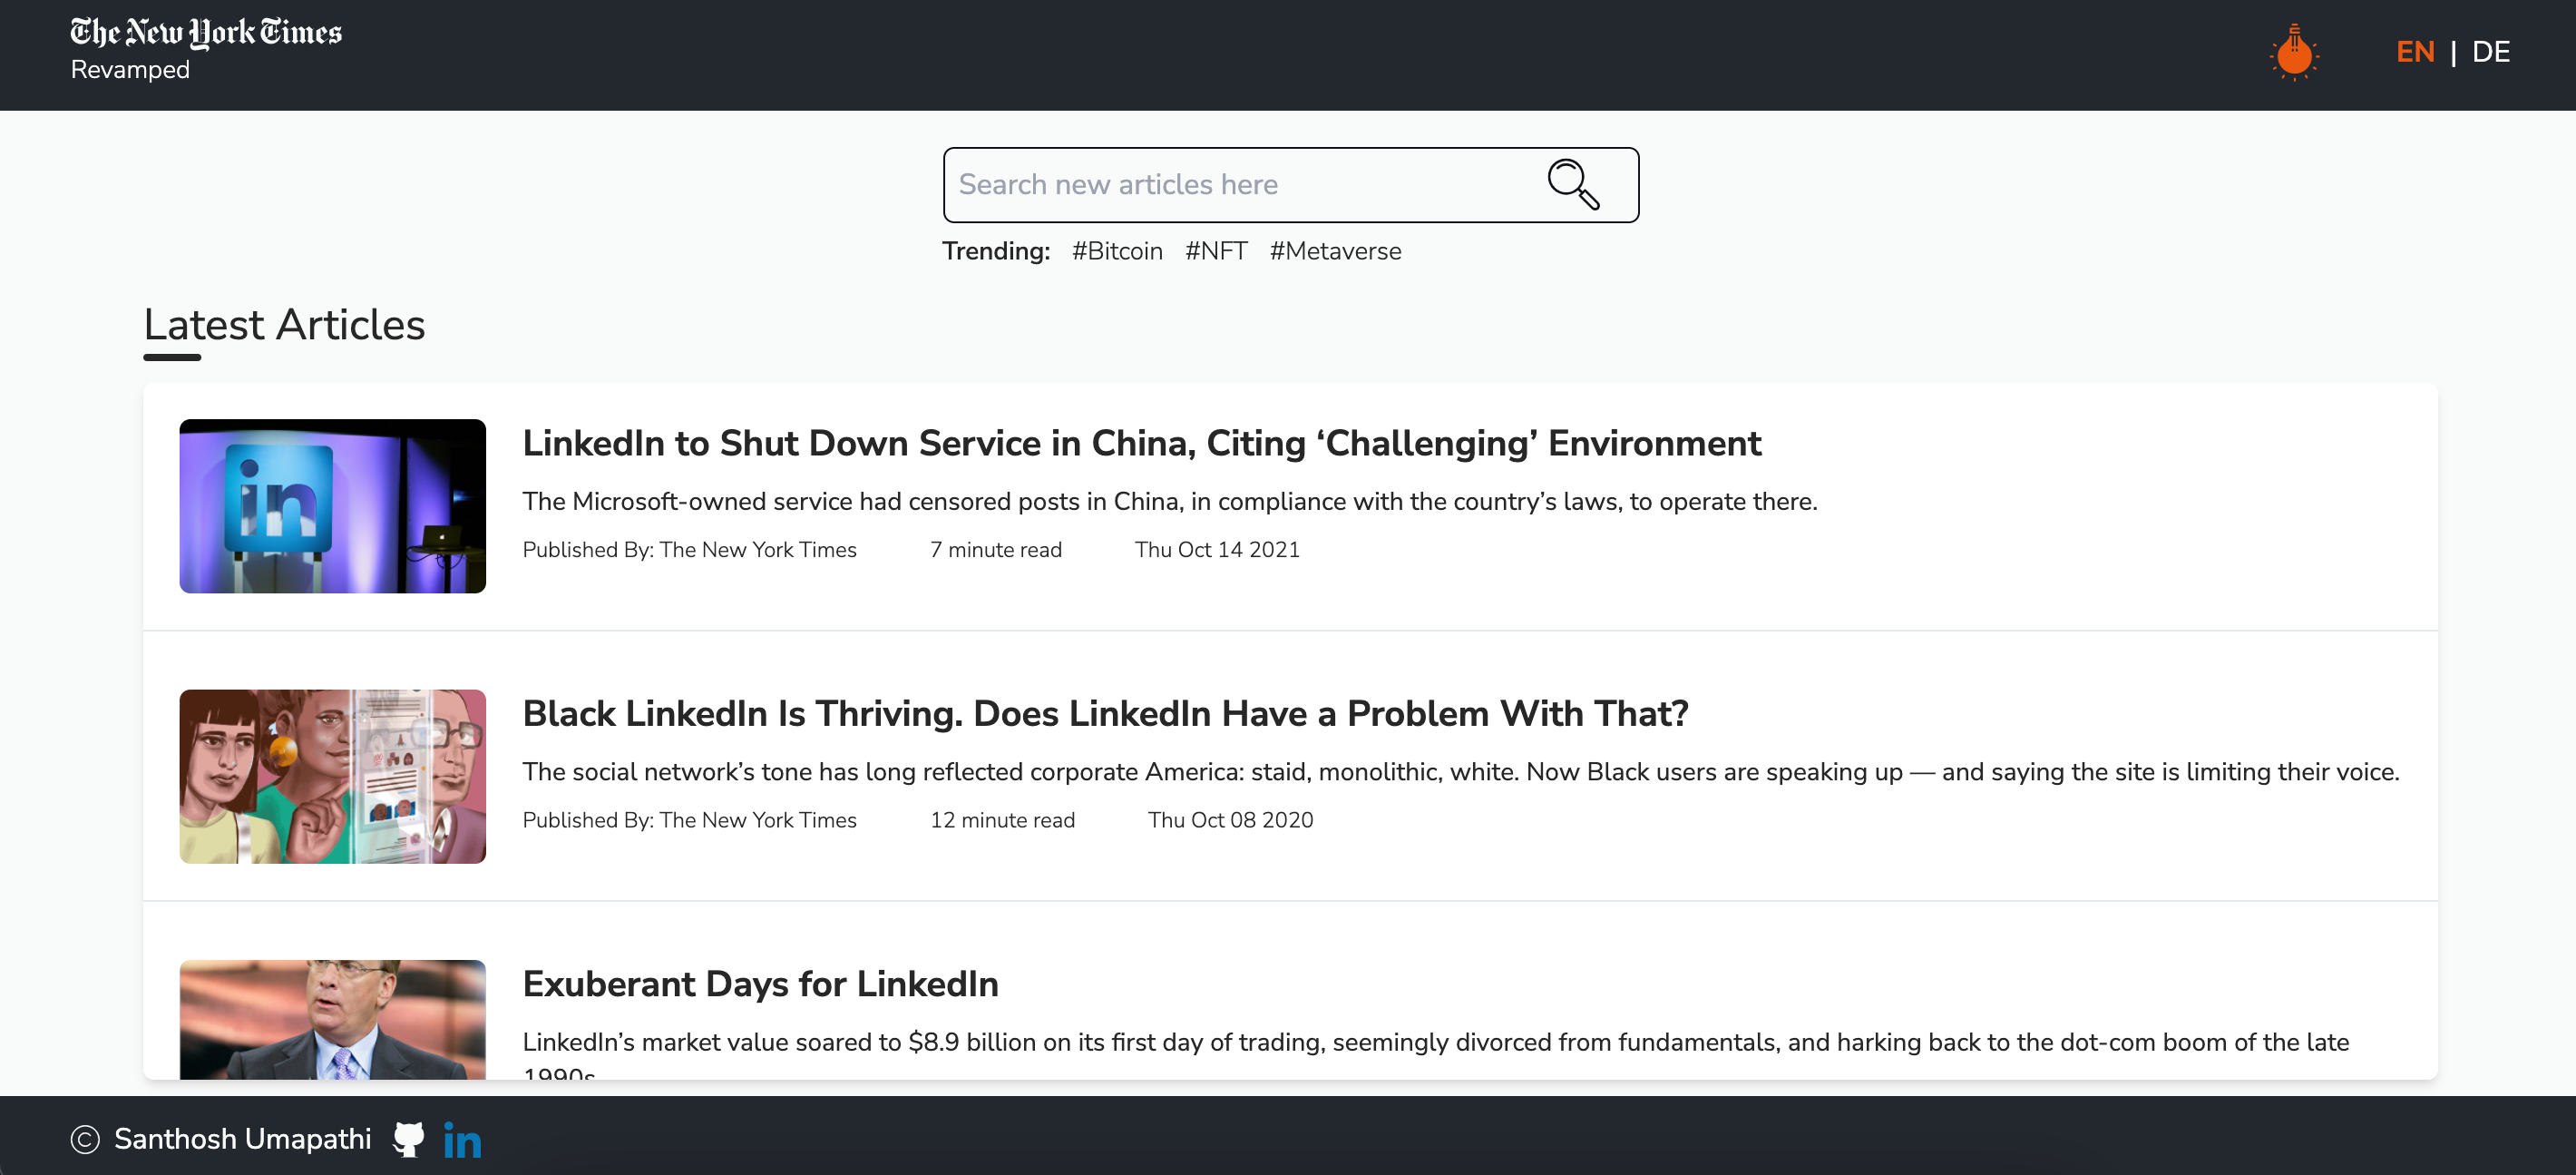 The New York Times
Revamped
EN | DE
Search new articles here
Trending: #Bitcoin #NFT #Metaverse
Latest Articles
in
LinkedIn to Shut Down Service in China, Citing ‘Challenging’ Environment
The Microsoft-owned service had censored posts in China, in compliance with the country’s laws, to operate there.
Published By: The New York Times 7 minute read Thu Oct 14 2021
Black LinkedIn Is Thriving. Does LinkedIn Have a Problem With That?
The social network’s tone has long reflected corporate America: staid, monolithic, white. Now Black users are speaking up — and saying the site is limiting their voice.
Published By: The New York Times 12 minute read Thu Oct 08 2020
Exuberant Days for LinkedIn
LinkedIn’s market value soared to $8.9 billion on its first day of trading, seemingly divorced from fundamentals, and harking back to the dot-com boom of the late
1990s.
© Santhosh Umapathi in